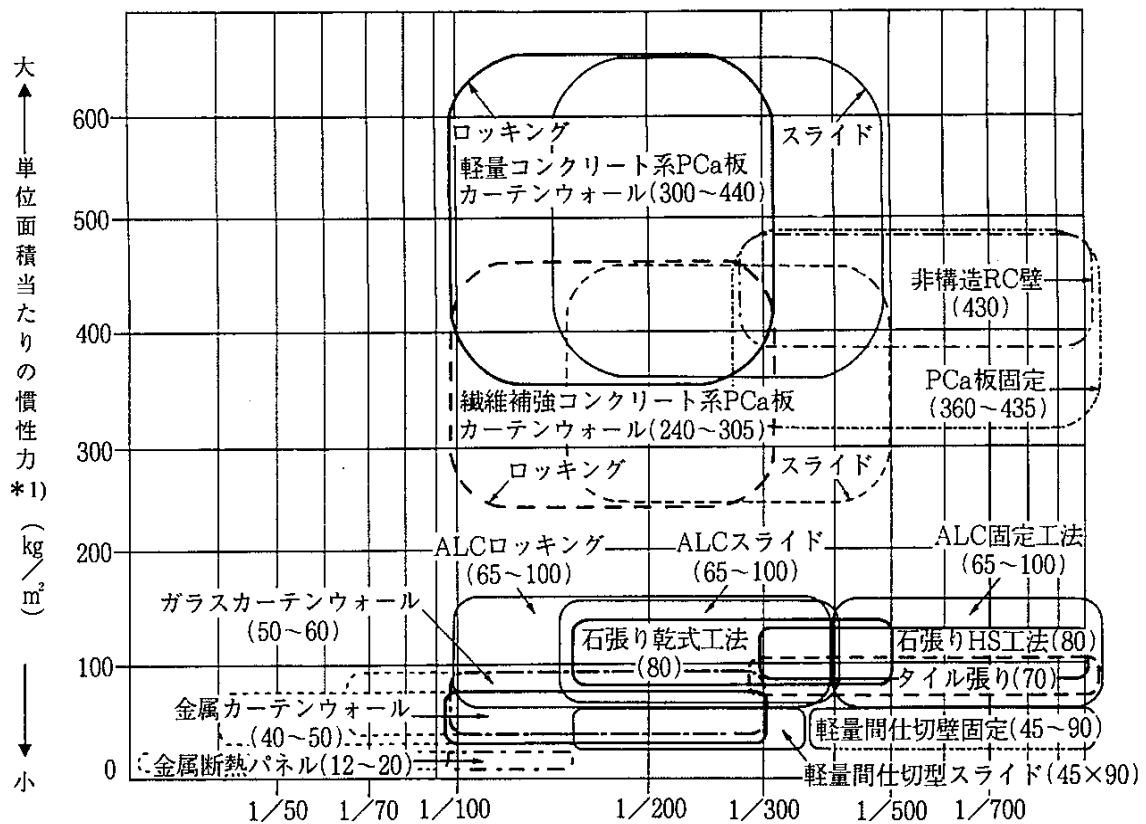 大
単位面積当たりの慣性力
*1)
(kg/㎡)
小
600
500
400
300
200
100
0
ロッキング
スライド
軽量コンクリート系PCa板
カーテンウォール(300～440)
非構造RC壁
(430)
PCa板固定
(360～435)
繊維補強コンクリート系PCa板
カーテンウォール(240～305)
ロッキング
スライド
ALCロッキング
(65～100)
ALCスライド
(65～100)
ALC固定工法
(65～100)
ガラスカーテンウォール
(50～60)
石張り乾式工法
(80)
石張りHS工法(80)
タイル張り(70)
金属カーテンウォール
(40～50)
軽量間仕切壁固定(45～90)
金属断熱パネル(12～20)
軽量間仕切型スライド(45×90)
1/50
1/70
1/100
1/200
1/300
1/500
1/700